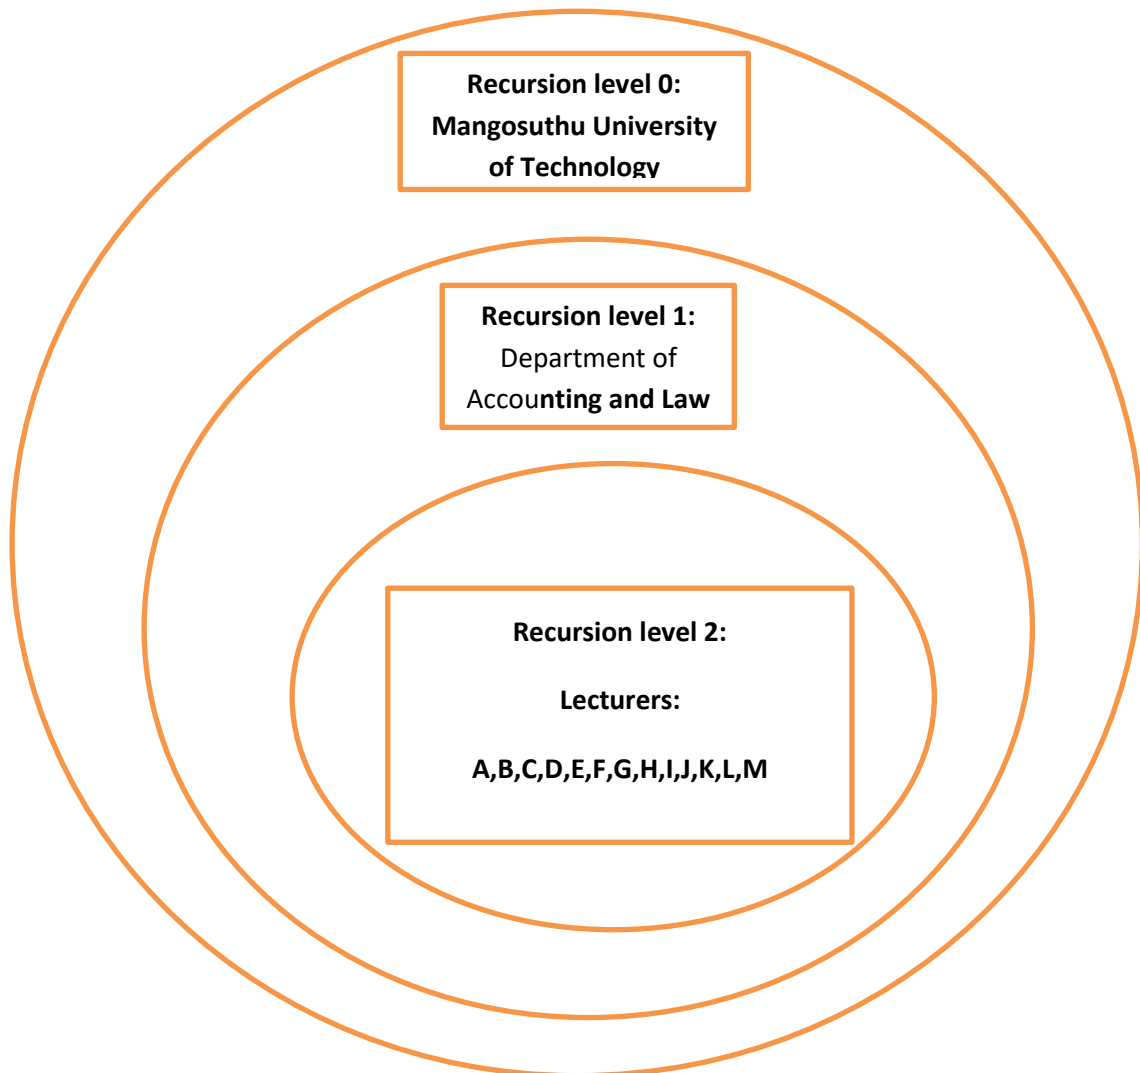 Recursion level 0:
Mangosuthu University
of Technology
Recursion level 1:
Department of
Accounting and Law
Recursion level 2:
Lecturers:
A,B,C,D,E,F,G,H,I,J,K,L,M